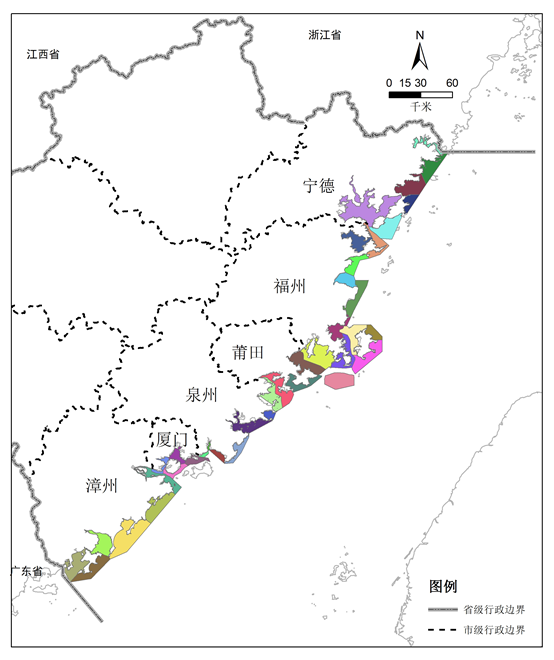 浙江省
江西省
N
0 15 30 60
千米
宁德
福州
莆田
泉州
厦门
漳州
广东省
图例
省级行政边界
市级行政边界